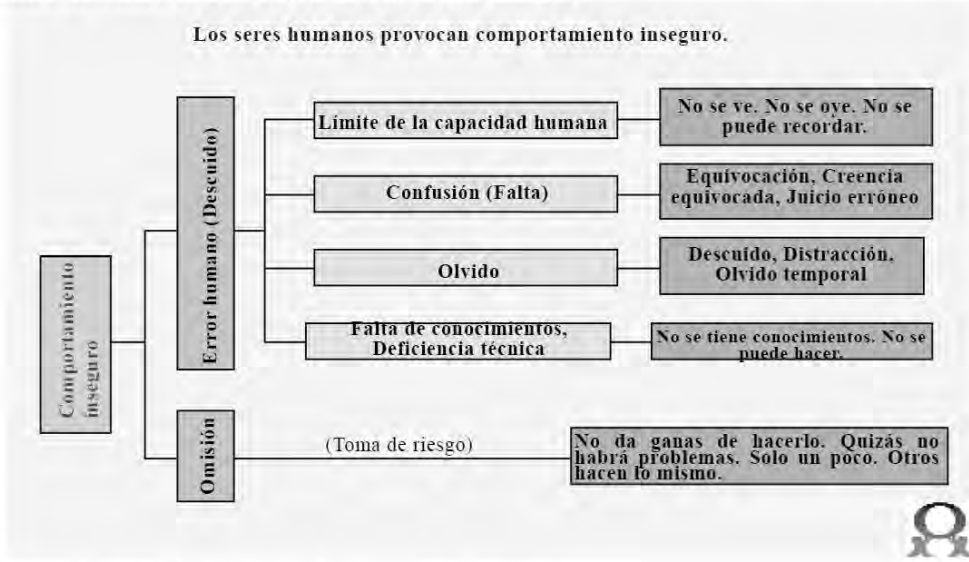 Los seres humanos provocan comportamiento inseguro.
Comportamiento
inseguro
Error humano (Descuído)
Límite de la capacidad humana
No se ve. No se oye. No se
puede recordar.
Confusión (Falta)
Equivocación, Creencia
equivocada, Juicio erróneo
Olvido
Descuído, Distracción,
Olvido temporal
Falta de conocimientos,
Deficiencia técnica
No se tiene conocimientos. No se
puede hacer.
Omisión
(Toma de riesgo)
No da ganas de hacerlo. Quizás no
habrá problemas. Solo un poco. Otros
hacen lo mismo.